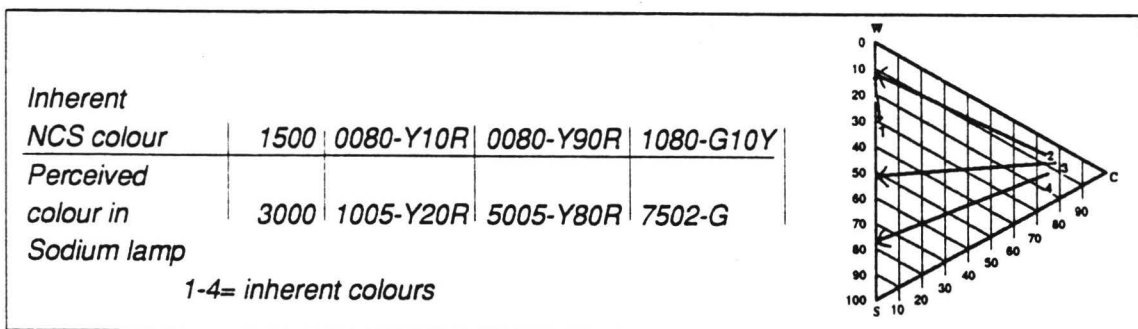 Inherent
NCS colour 1500 0080-Y10R 0080-Y90R 1080-G10Y
Perceived
colour in 3000 1005-Y20R 5005-Y80R 7502-G
Sodium lamp
1-4= inherent colours
W
0
10
20
30
40
50
60
70
80
90
100
S
10
20
30
40
50
60
70
80
90
C
1
2
3
4